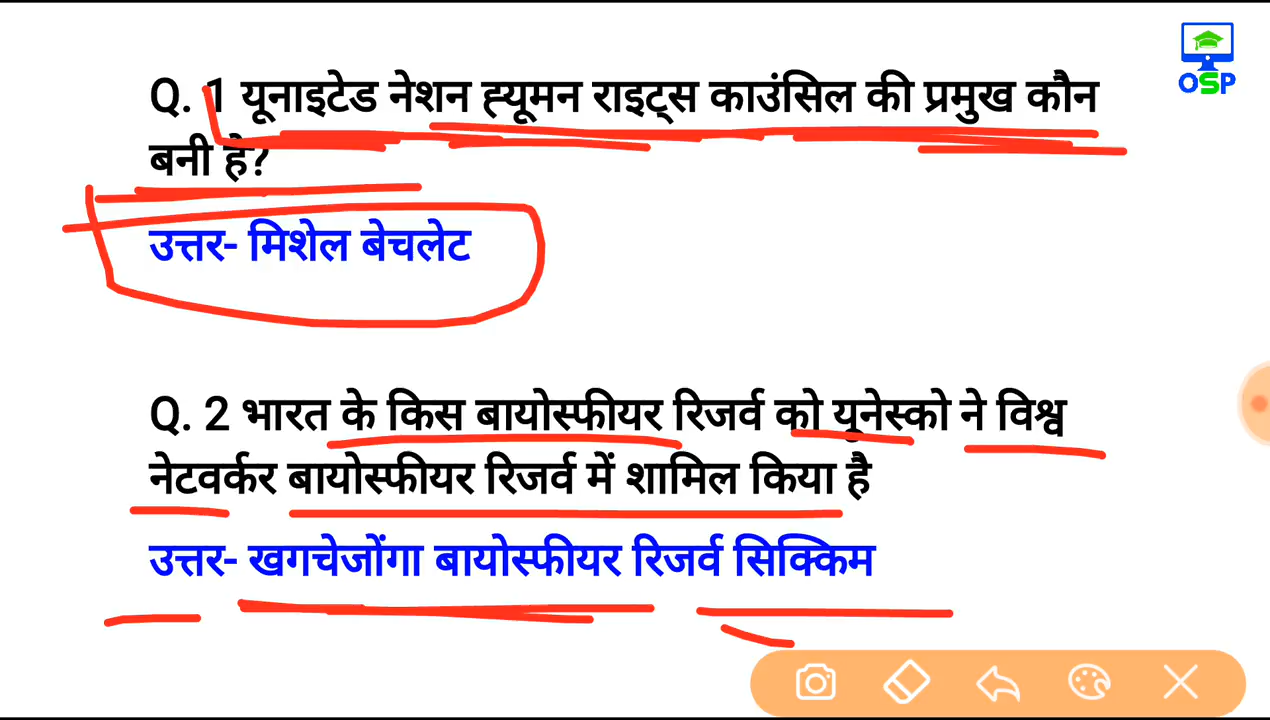 OSP
Q. 1 यूनाइटेड नेशन ह्यूमन राइट्स काउंसिल की प्रमुख कौन
बनी हे?
उत्तर- मिशेल बेचलेट
Q. 2 भारत के किस बायोस्फीयर रिजर्व को यूनेस्को ने विश्व
नेटवर्कर बायोस्फीयर रिजर्व में शामिल किया है
उत्तर- खगचेजोंगा बायोस्फीयर रिजर्व सिक्किम